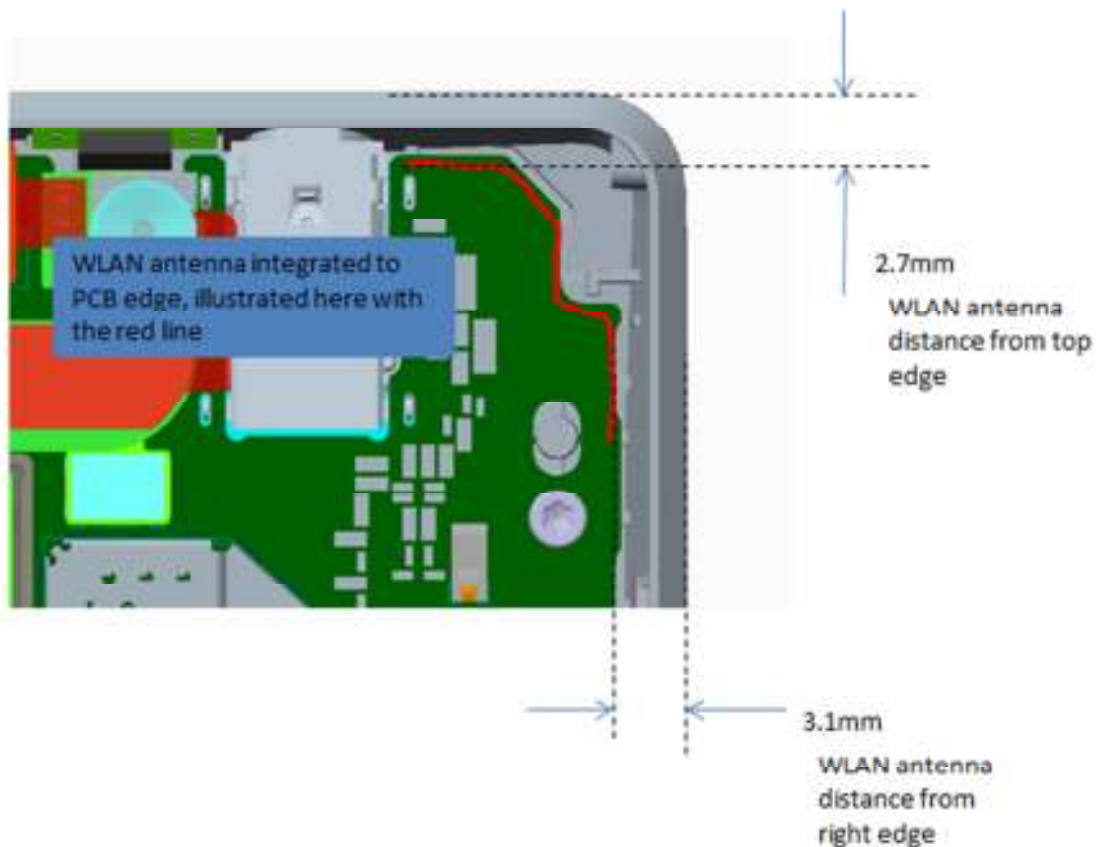 WLAN antenna integrated to
PCB edge, illustrated here with
the red line
2.7mm
WLAN antenna
distance from top
edge
3.1mm
WLAN antenna
distance from
right edge